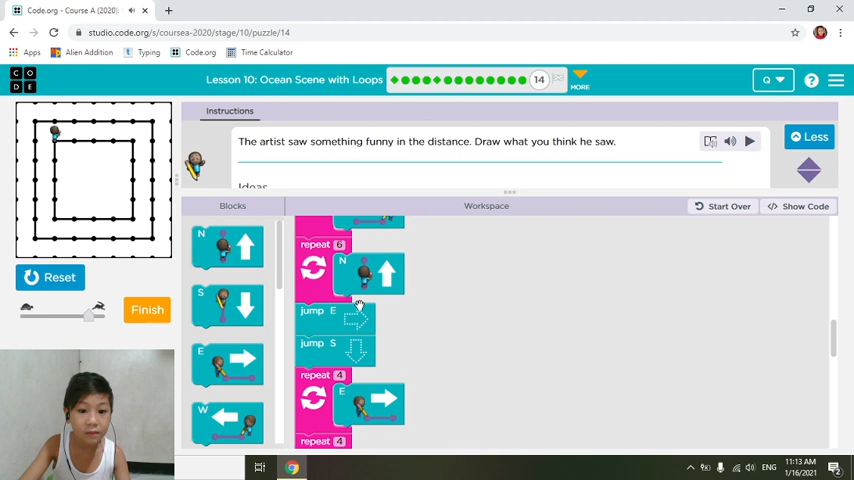 Code.org - Course A (2020):
studio.code.org/s/coursea-2020/stage/10/puzzle/14
Apps Alien Addition Typing Code.org Time Calculator
C O
D E
Lesson 10: Ocean Scene with Loops
14
MORE
Q
?
Instructions
The artist saw something funny in the distance. Draw what you think he saw.
Less
Ideas
Blocks
Workspace
Start Over
</> Show Code
N
S
E
W
repeat 6
N
jump E
jump S
repeat 4
E
repeat 4
Reset
Finish
ENG
11:13 AM
1/16/2021
2